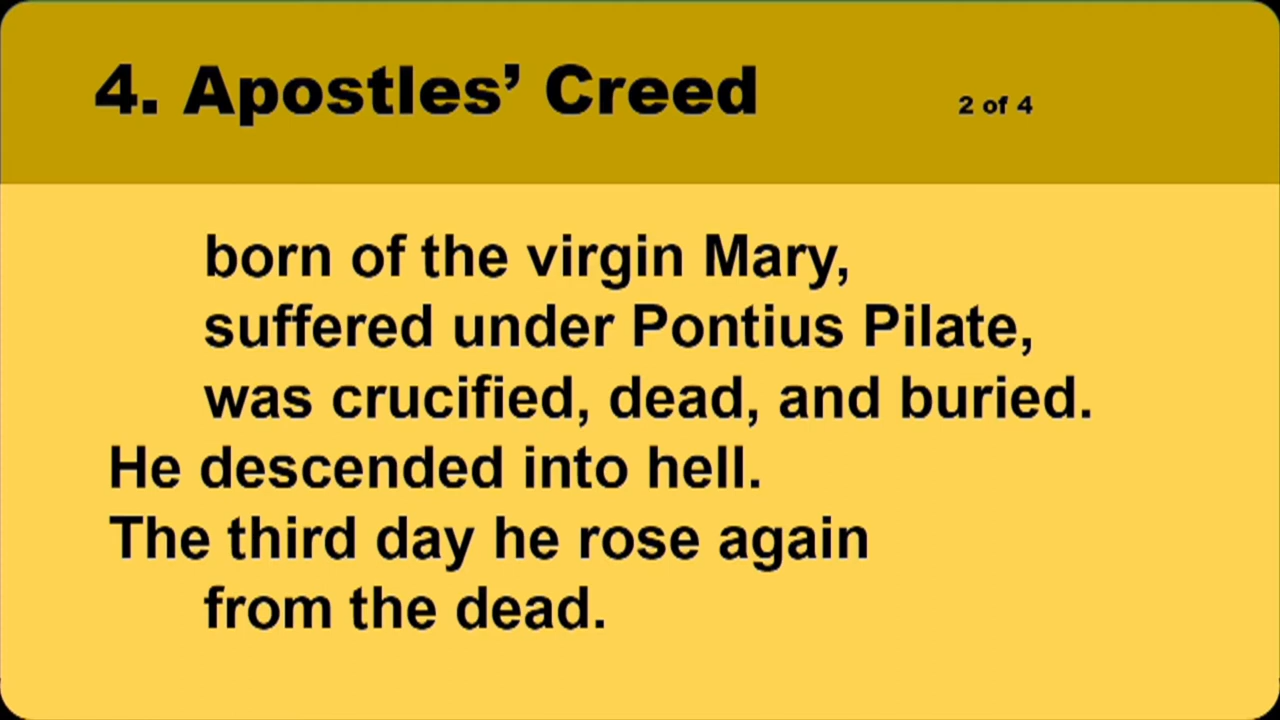 4. Apostles’ Creed 2 of 4
born of the virgin Mary,
suffered under Pontius Pilate,
was crucified, dead, and buried.
He descended into hell.
The third day he rose again
from the dead.